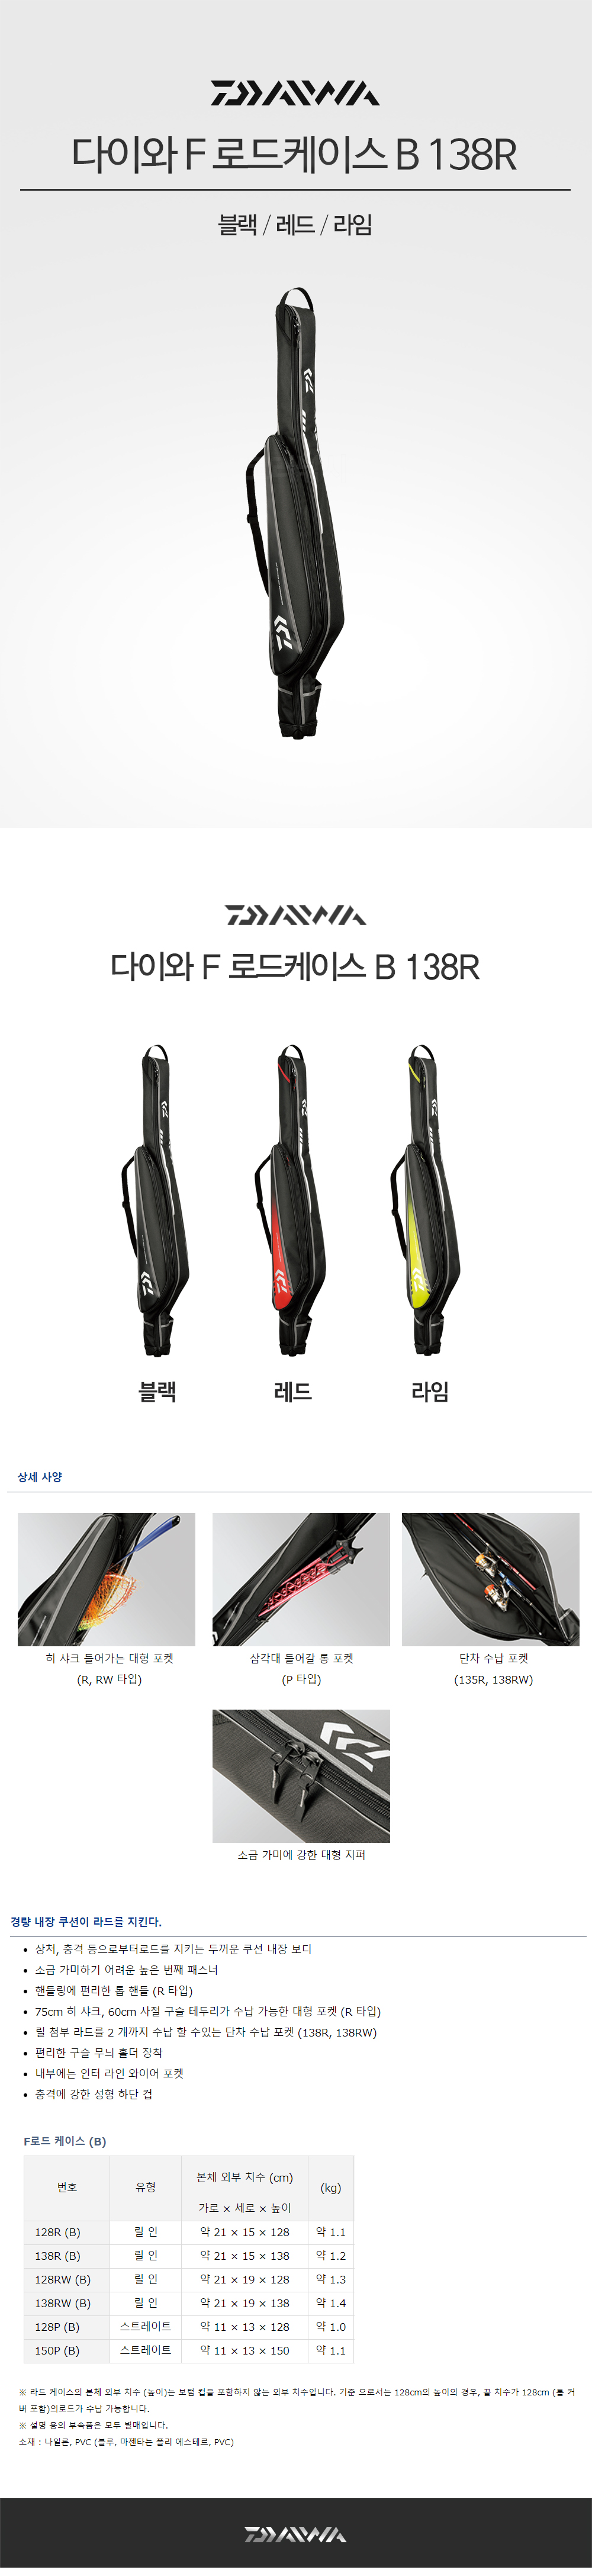 DAIWA
다이와 F 로드케이스 B 138R
블랙 / 레드 / 라임
DAIWA
다이와 F 로드케이스 B 138R
블랙
레드
라임
상세 사양
히 샤크 들어가는 대형 포켓
(R, RW 타입)
삼각대 들어갈 롱 포켓
(P 타입)
단차 수납 포켓
(135R, 138RW)
소금 가미에 강한 대형 지퍼
경량 내장 쿠션이 라드를 지킨다.
• 상처, 충격 등으로부터로드를 지키는 두꺼운 쿠션 내장 보디
• 소금 가미하기 어려운 높은 번째 패스너
• 핸들링에 편리한 톱 핸들 (R 타입)
• 75cm 히 샤크, 60cm 사절 구슬 테두리가 수납 가능한 대형 포켓 (R 타입)
• 릴 첨부 라드를 2 개까지 수납 할 수있는 단차 수납 포켓 (138R, 138RW)
• 편리한 구슬 무늬 홀더 장착
• 내부에는 인터 라인 와이어 포켓
• 충격에 강한 성형 하단 컵
F로드 케이스 (B)
번호 유형 본체 외부 치수 (cm) 가로 × 세로 × 높이 (kg)
128R (B) 릴 인 약 21 × 15 × 128 약 1.1
138R (B) 릴 인 약 21 × 15 × 138 약 1.2
128RW (B) 릴 인 약 21 × 19 × 128 약 1.3
138RW (B) 릴 인 약 21 × 19 × 138 약 1.4
128P (B) 스트레이트 약 11 × 13 × 128 약 1.0
150P (B) 스트레이트 약 11 × 13 × 150 약 1.1
※ 라드 케이스의 본체 외부 치수 (높이)는 보텀 컵을 포함하지 않는 외부 치수입니다. 기준 으로서는 128cm의 높이의 경우, 끝 치수가 128cm (톱 커
버 포함)의로드가 수납 가능합니다.
※ 설명 용의 부속품은 모두 별매입니다.
소재 : 나일론, PVC (블루, 마젠타는 폴리 에스테르, PVC)
DAIWA